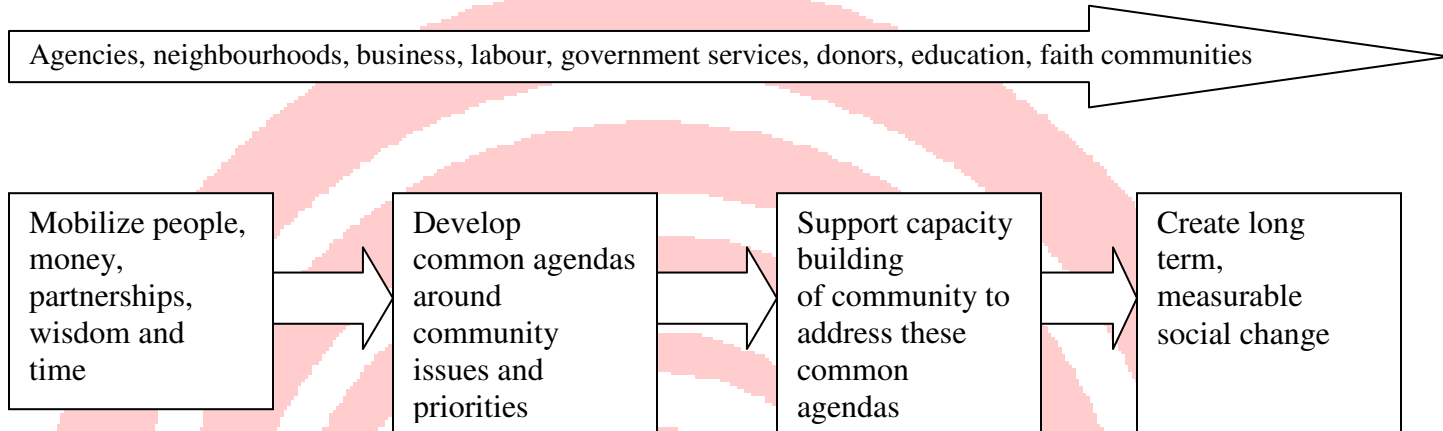 Agencies, neighbourhoods, business, labour, government services, donors, education, faith communities
Mobilize people,
money,
partnerships,
wisdom and
time
Develop
common agendas
around
community
issues and
priorities
Support capacity
building
of community to
address these
common
agendas
Create long
term,
measurable
social change